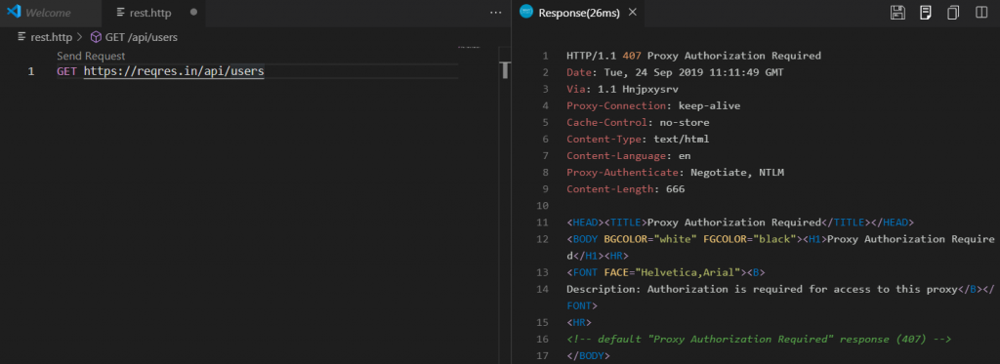 Welcome
rest.http
rest.http > GET /api/users
Send Request
1 GET https://reqres.in/api/users
Response(26ms)
1 HTTP/1.1 407 Proxy Authorization Required
2 Date: Tue, 24 Sep 2019 11:11:49 GMT
3 Via: 1.1 Hnjpxysrv
4 Proxy-Connection: keep-alive
5 Cache-Control: no-store
6 Content-Type: text/html
7 Content-Language: en
8 Proxy-Authenticate: Negotiate, NTLM
9 Content-Length: 666
10
11 <HEAD><TITLE>Proxy Authorization Required</TITLE></HEAD>
12 <BODY BGCOLOR="white" FGCOLOR="black"><H1>Proxy Authorization Require
d</H1><HR>
13 <FONT FACE="Helvetica,Arial"><B>
14 Description: Authorization is required for access to this proxy</B></
FONT>
15 <HR>
16 <!-- default "Proxy Authorization Required" response (407) -->
17 </BODY>